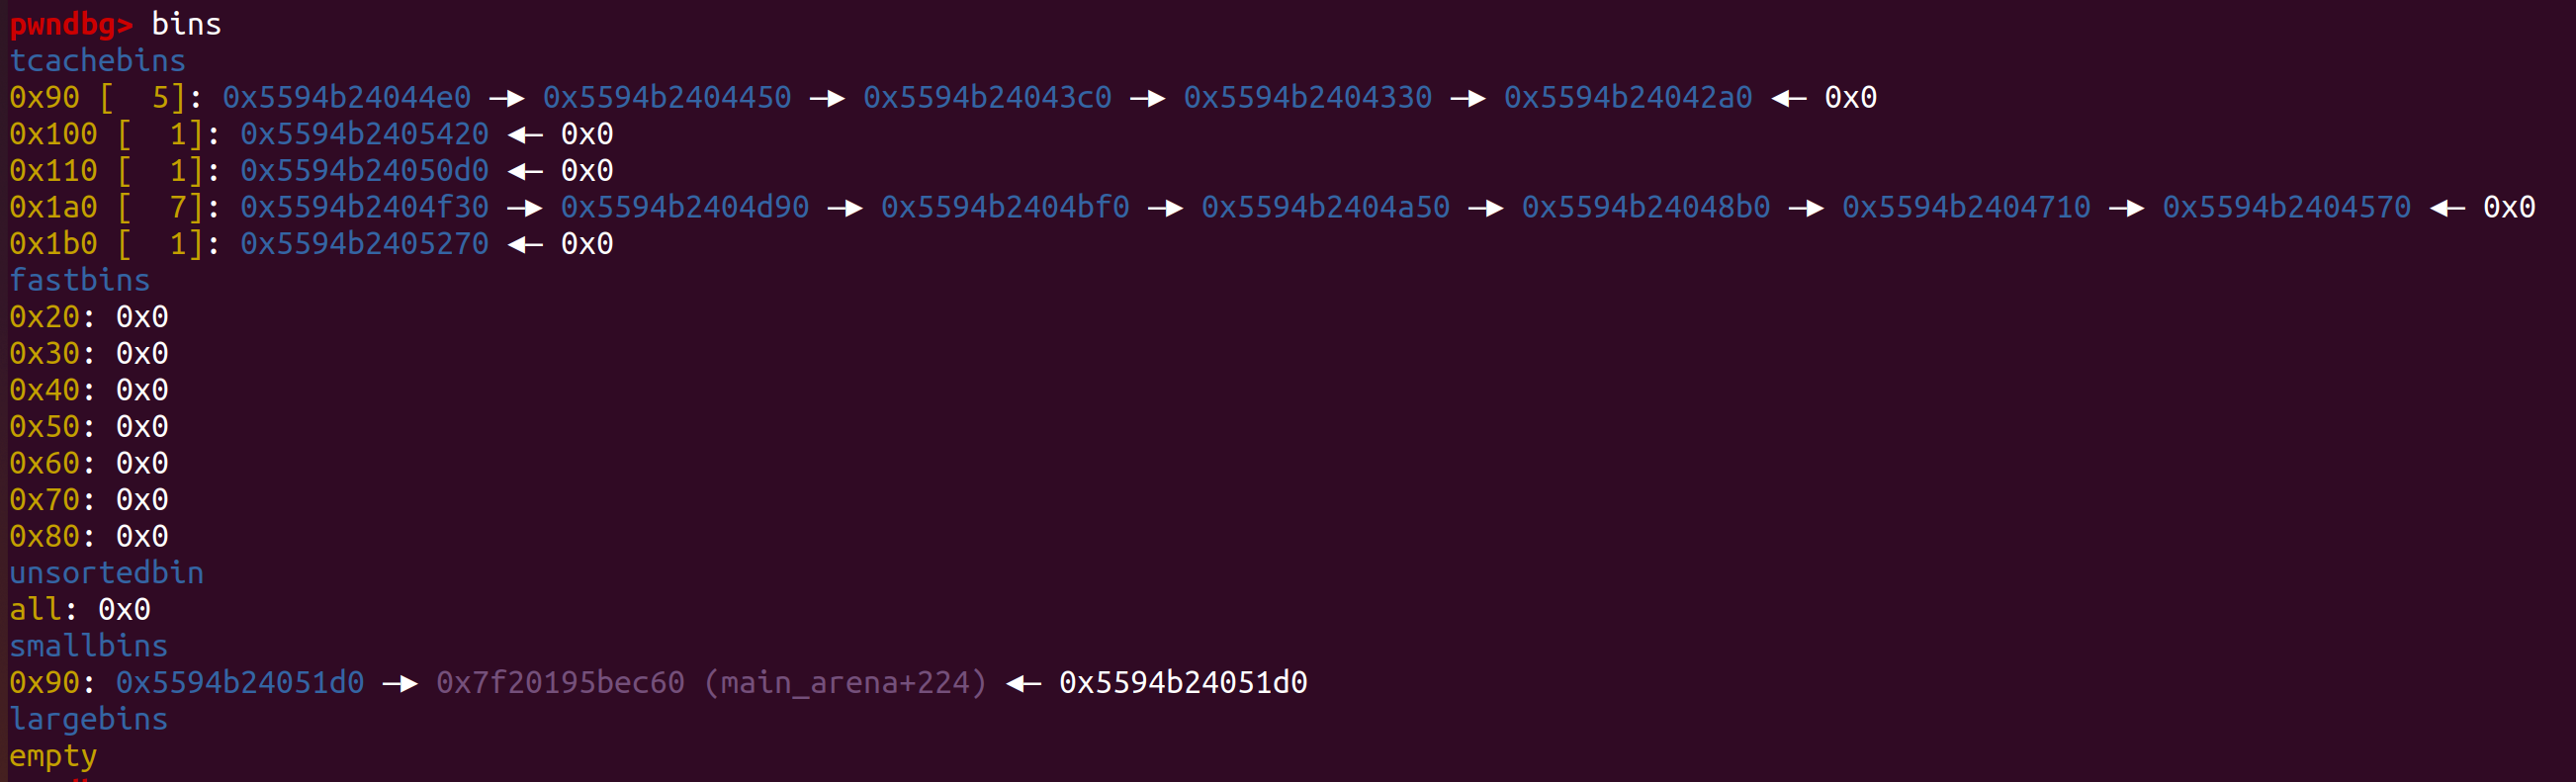 pwndbg> bins
tcachebins
0x90 [  5]: 0x5594b24044e0 —▸ 0x5594b2404450 —▸ 0x5594b24043c0 —▸ 0x5594b2404330 —▸ 0x5594b24042a0 ◂— 0x0
0x100 [  1]: 0x5594b2405420 ◂— 0x0
0x110 [  1]: 0x5594b24050d0 ◂— 0x0
0x1a0 [  7]: 0x5594b2404f30 —▸ 0x5594b2404d90 —▸ 0x5594b2404bf0 —▸ 0x5594b2404a50 —▸ 0x5594b24048b0 —▸ 0x5594b2404710 —▸ 0x5594b2404570 ◂— 0x0
0x1b0 [  1]: 0x5594b2405270 ◂— 0x0
fastbins
0x20: 0x0
0x30: 0x0
0x40: 0x0
0x50: 0x0
0x60: 0x0
0x70: 0x0
0x80: 0x0
unsortedbin
all: 0x0
smallbins
0x90: 0x5594b24051d0 —▸ 0x7f20195bec60 (main_arena+224) ◂— 0x5594b24051d0
largebins
empty